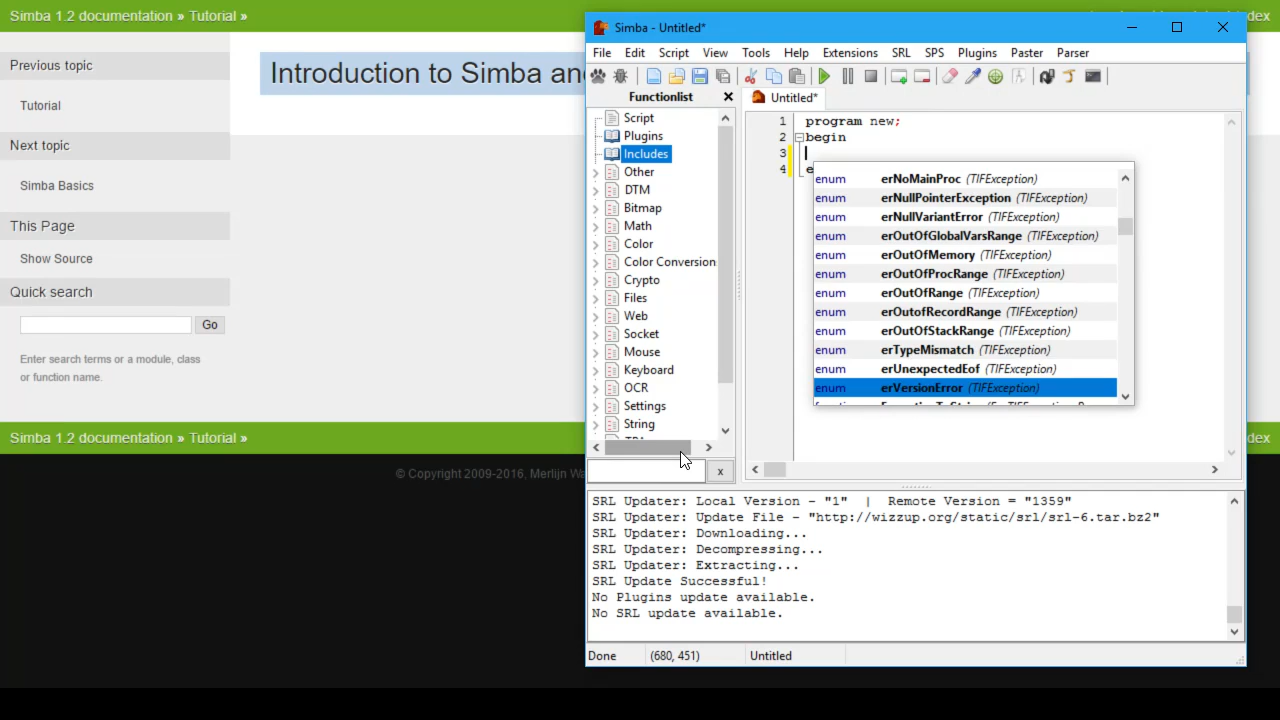 Simba 1.2 documentation » Tutorial »
dex
Previous topic
Tutorial
Next topic
Simba Basics
This Page
Show Source
Quick search
Go
Enter search terms or a module, class
or function name.
Introduction to Simba an
Simba 1.2 documentation » Tutorial »
dex
© Copyright 2009-2016, Merlijn Wa
Simba - Untitled*
File Edit Script View Tools Help Extensions SRL SPS Plugins Paster Parser
Functionlist
Script
Plugins
Includes
Other
DTM
Bitmap
Math
Color
Color Conversion
Crypto
Files
Web
Socket
Mouse
Keyboard
OCR
Settings
String
x
Untitled*
1 program new;
2 begin
3
4 e
enum erNoMainProc (TIFException)
enum erNullPointerException (TIFException)
enum erNullVariantError (TIFException)
enum erOutOfGlobalVarsRange (TIFException)
enum erOutOfMemory (TIFException)
enum erOutOfProcRange (TIFException)
enum erOutOfRange (TIFException)
enum erOutofRecordRange (TIFException)
enum erOutOfStackRange (TIFException)
enum erTypeMismatch (TIFException)
enum erUnexpectedEof (TIFException)
enum erVersionError (TIFException)
SRL Updater: Local Version - "1" | Remote Version = "1359"
SRL Updater: Update File - "http://wizzup.org/static/srl/srl-6.tar.bz2"
SRL Updater: Downloading...
SRL Updater: Decompressing...
SRL Updater: Extracting...
SRL Update Successful!
No Plugins update available.
No SRL update available.
Done (680, 451) Untitled